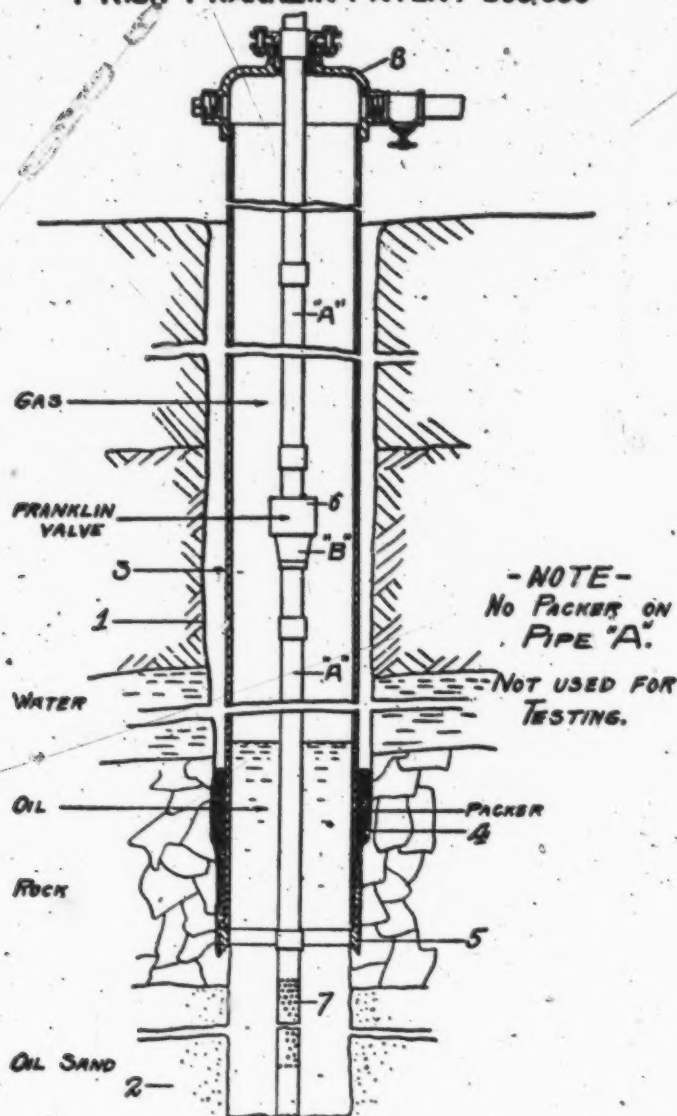 8
"A"
GAS
6
FRANKLIN
VALVE
"B"
3
1
- NOTE -
NO PACKER ON
PIPE "A".
NOT USED FOR
TESTING.
"A"
WATER
OIL
PACKER
4
ROCK
5
7
OIL SAND
2